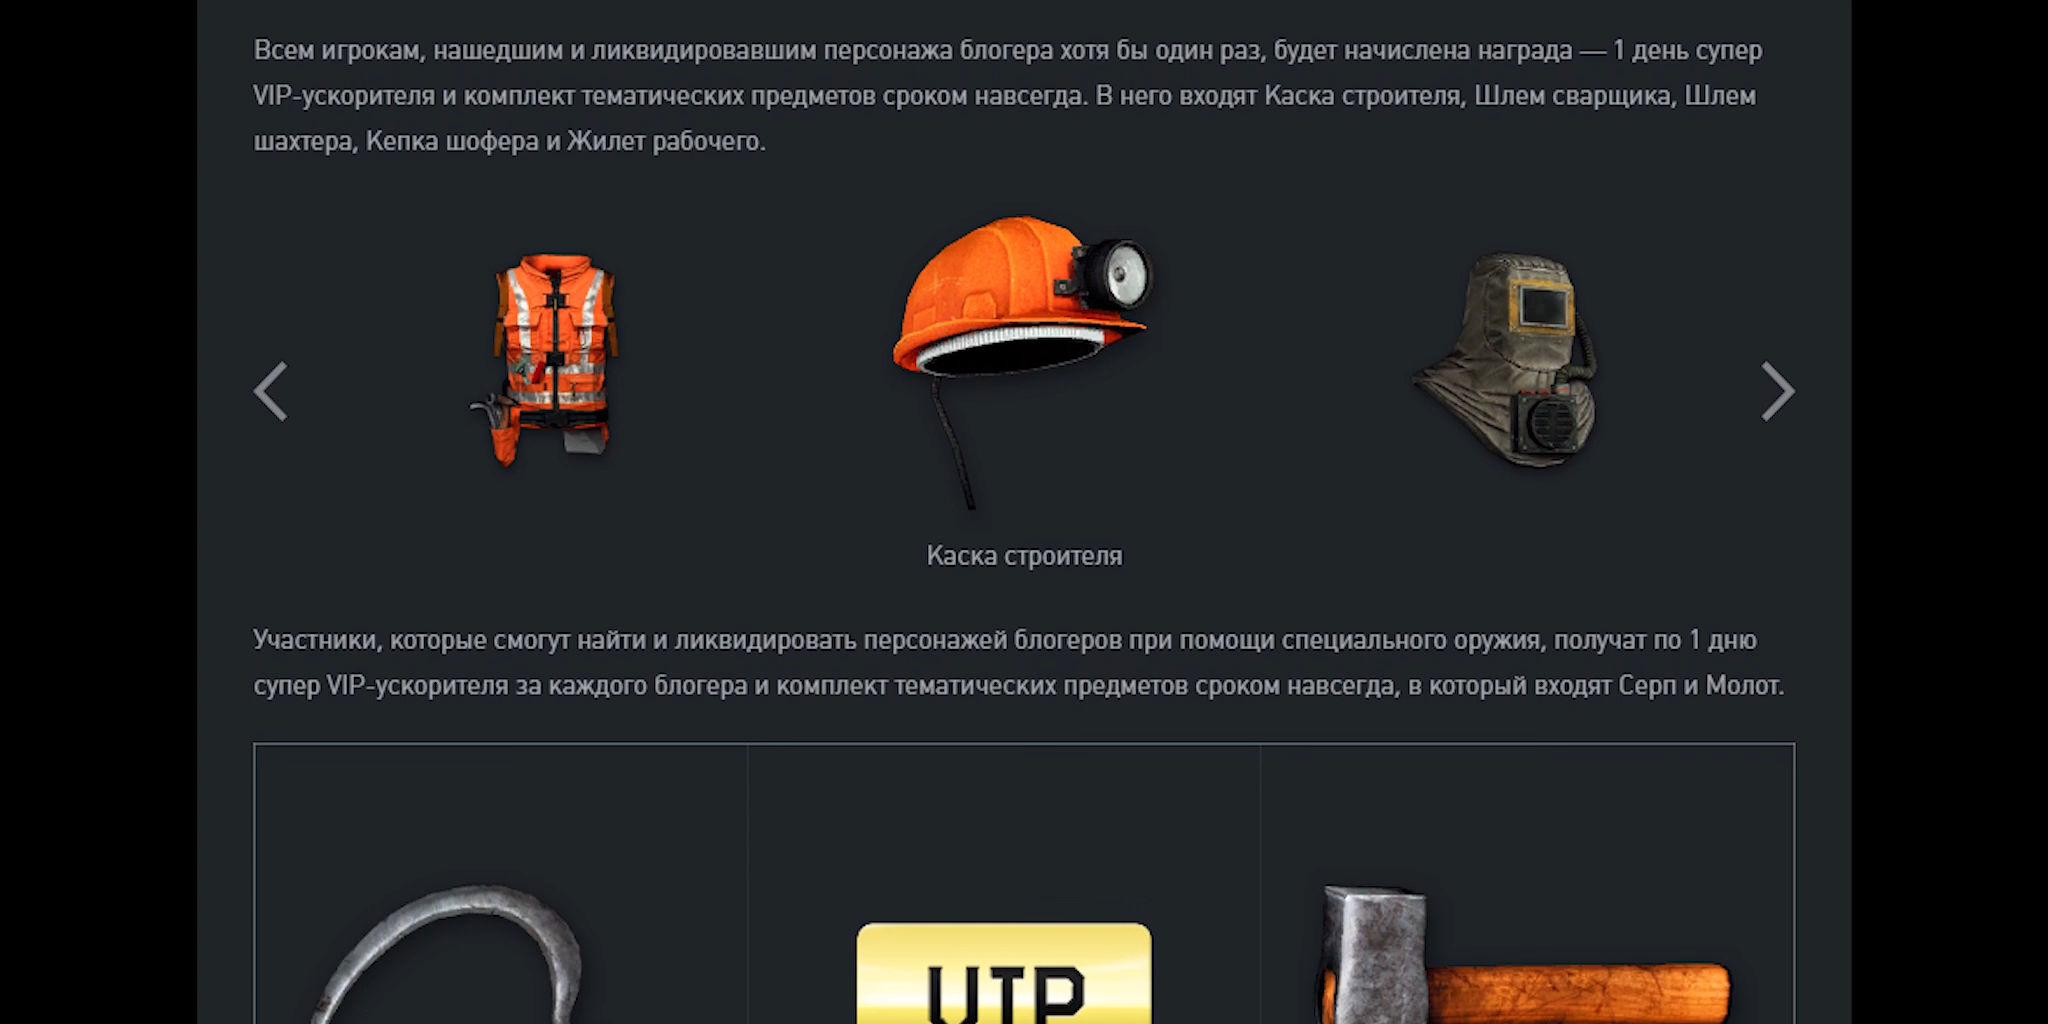 Всем игрокам, нашедшим и ликвидировавшим персонажа блогера хотя бы один раз, будет начислена награда — 1 день супер
VIP-ускорителя и комплект тематических предметов сроком навсегда. В него входят Каска строителя, Шлем сварщика, Шлем
шахтера, Кепка шофера и Жилет рабочего.
Каска строителя
Участники, которые смогут найти и ликвидировать персонажей блогеров при помощи специального оружия, получат по 1 дню
супер VIP-ускорителя за каждого блогера и комплект тематических предметов сроком навсегда, в который входят Серп и Молот.
VIP